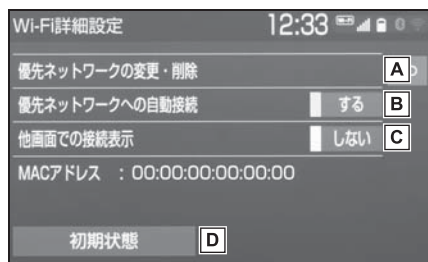 Wi-Fi詳細設定 12:33 0
優先ネットワークの変更・削除 A
優先ネットワークへの自動接続 する B
他画面での接続表示 しない C
MACアドレス : 00:00:00:00:00:00
初期状態 D